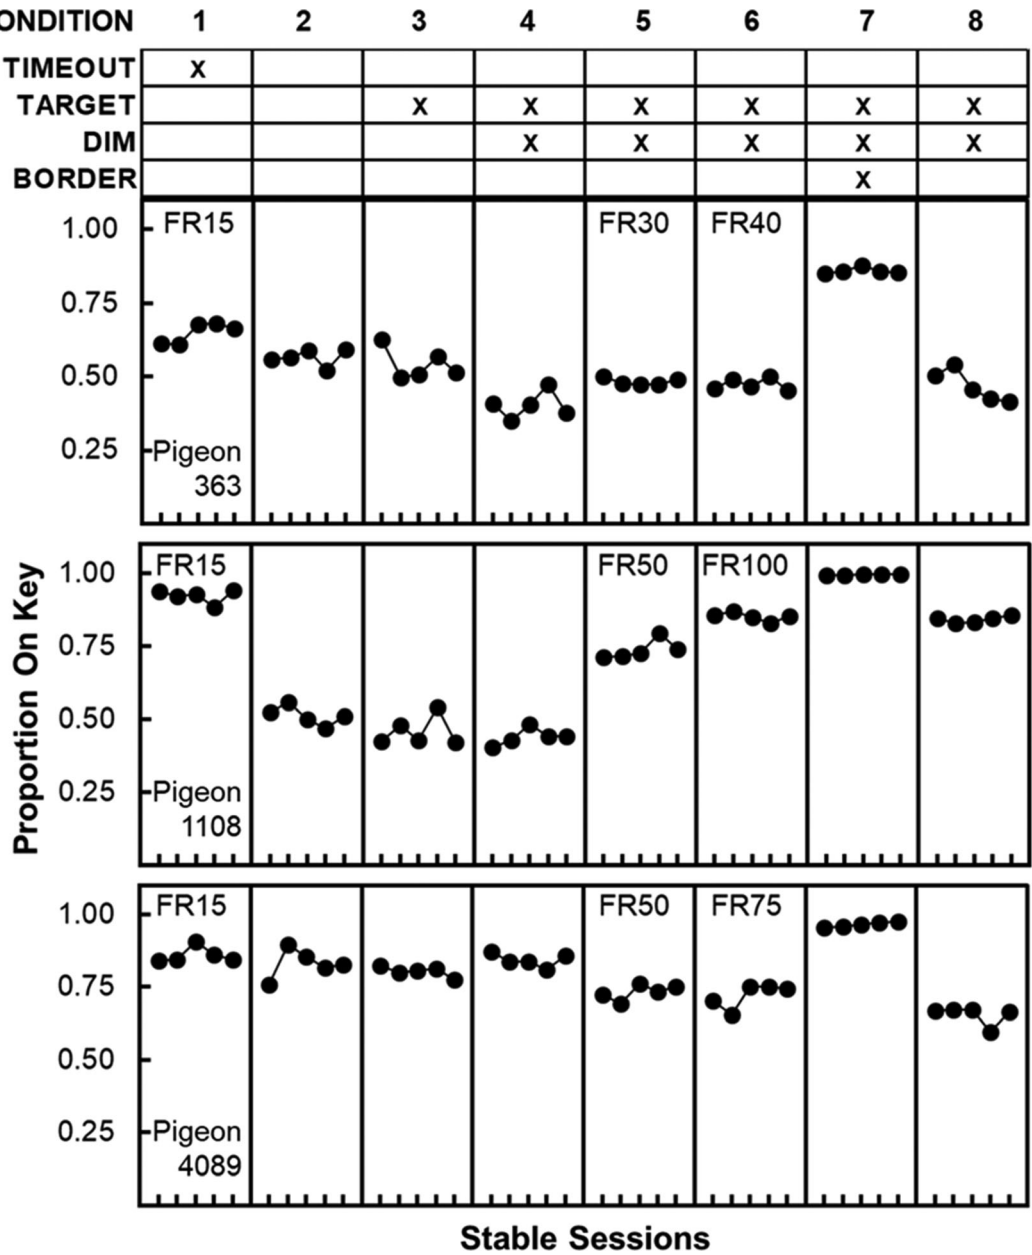 ONDITION 1 2 3 4 5 6 7 8
TIMEOUT X
TARGET X X X X X X
DIM X X X X X
BORDER X
1.00 FR15 FR30 FR40
0.75
0.50
0.25 Pigeon
363
1.00 FR15 FR50 FR100
0.75
0.50
0.25 Pigeon
1108
1.00 FR15 FR50 FR75
0.75
0.50
0.25 Pigeon
4089
Proportion On Key
Stable Sessions